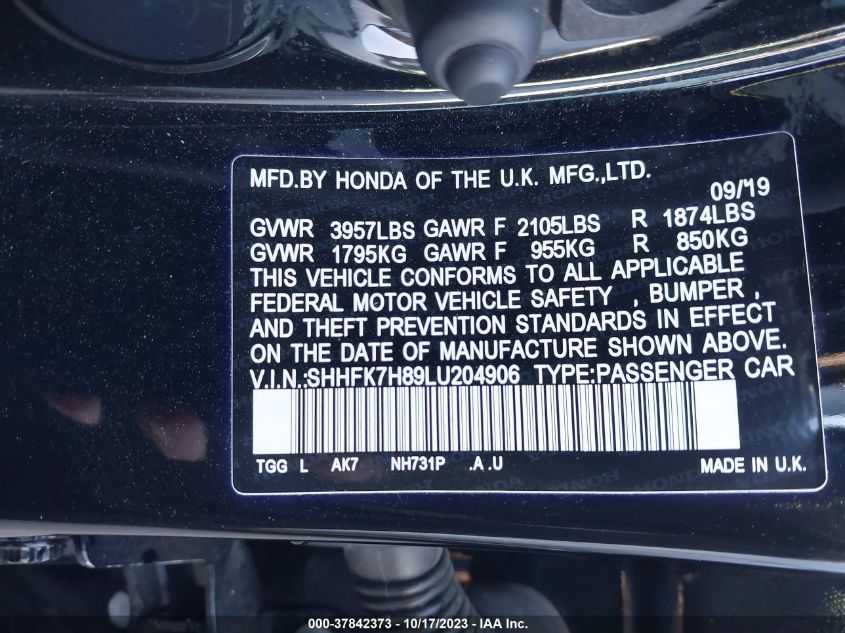 MFD.BY HONDA OF THE U.K. MFG.,LTD.
09/19
GVWR 3957LBS GAWR F 2105LBS R 1874LBS
GVWR 1795KG GAWR F 955KG R 850KG
THIS VEHICLE CONFORMS TO ALL APPLICABLE
FEDERAL MOTOR VEHICLE SAFETY , BUMPER ,
AND THEFT PREVENTION STANDARDS IN EFFECT
ON THE DATE OF MANUFACTURE SHOWN ABOVE.
V.I.N.:SHHFK7H89LU204906 TYPE:PASSENGER CAR
TGG L AK7 NH731P .A .U MADE IN U.K.
000-37842373 - 10/17/2023 - IAA Inc.